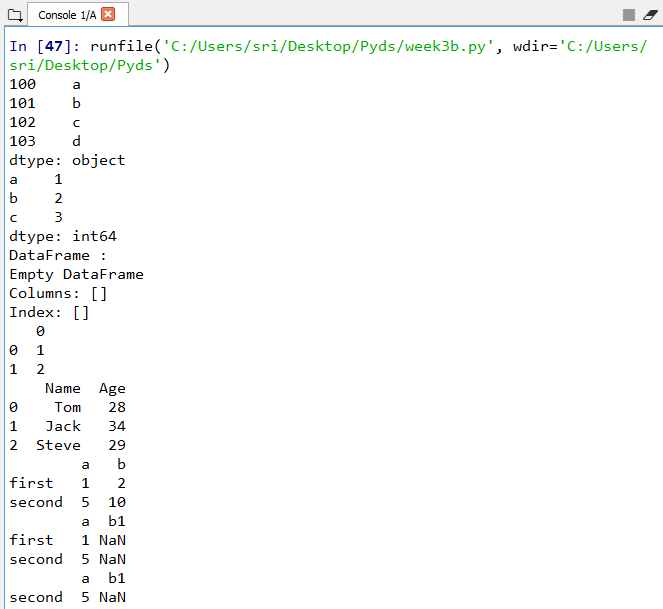 Console 1/A
In [47]: runfile('C:/Users/sri/Desktop/Pyds/week3b.py', wdir='C:/Users/
sri/Desktop/Pyds')
100    a
101    b
102    c
103    d
dtype: object
a    1
b    2
c    3
dtype: int64
DataFrame :
Empty DataFrame
Columns: []
Index: []
   0
0  1
1  2
    Name  Age
0    Tom   28
1   Jack   34
2  Steve   29
        a   b
first   1   2
second  5  10
        a  b1
first   1 NaN
second  5 NaN
        a  b1
second  5 NaN